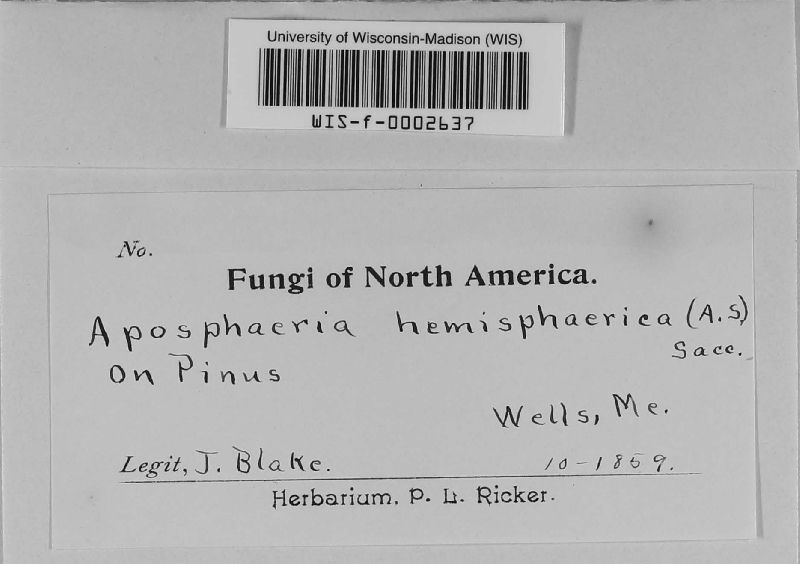 University of Wisconsin-Madison (WIS)
WIS-f-0002637
No.
Fungi of North America.
Aposphaeria hemisphaerica (A.S)
Sacc.
On Pinus
Wells, Me.
Legit, J. Blake. 10-1859.
Herbarium, P. L. Ricker.